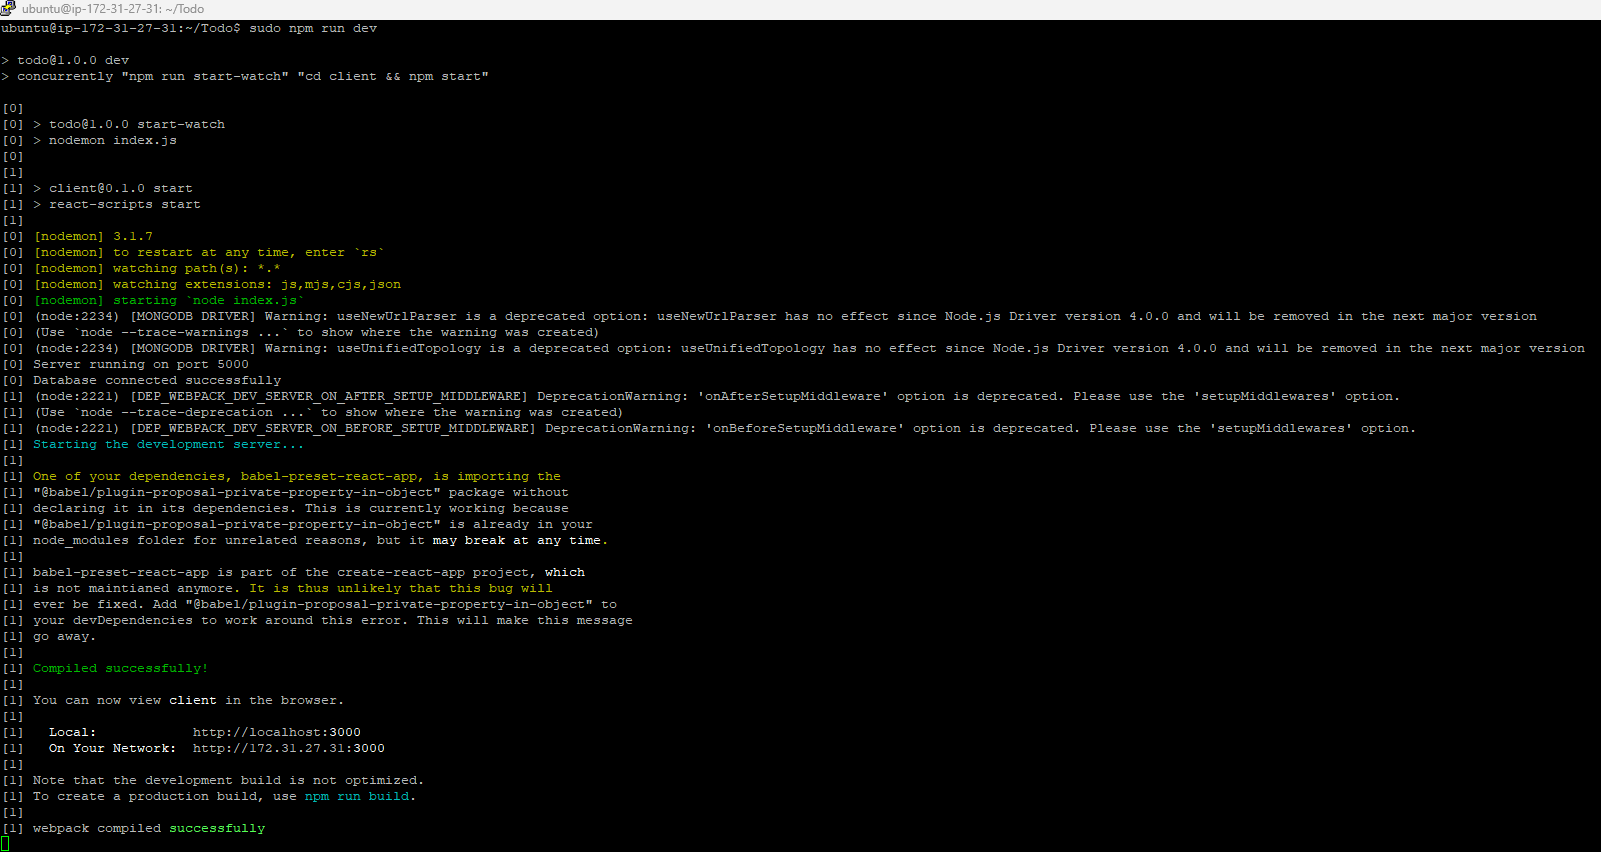 ubuntu@ip-172-31-27-31: ~/Todo
ubuntu@ip-172-31-27-31:~/Todo$ sudo npm run dev
> todo@1.0.0 dev
> concurrently "npm run start-watch" "cd client && npm start"
[0]
[0] > todo@1.0.0 start-watch
[0] > nodemon index.js
[0]
[1]
[1] > client@0.1.0 start
[1] > react-scripts start
[1]
[0] [nodemon] 3.1.7
[0] [nodemon] to restart at any time, enter `rs`
[0] [nodemon] watching path(s): *.*
[0] [nodemon] watching extensions: js,mjs,cjs,json
[0] [nodemon] starting `node index.js`
[0] (node:2234) [MONGODB DRIVER] Warning: useNewUrlParser is a deprecated option: useNewUrlParser has no effect since Node.js Driver version 4.0.0 and will be removed in the next major version
[0] (Use `node --trace-warnings ...` to show where the warning was created)
[0] (node:2234) [MONGODB DRIVER] Warning: useUnifiedTopology is a deprecated option: useUnifiedTopology has no effect since Node.js Driver version 4.0.0 and will be removed in the next major version
[0] Server running on port 5000
[0] Database connected successfully
[1] (node:2221) [DEP_WEBPACK_DEV_SERVER_ON_AFTER_SETUP_MIDDLEWARE] DeprecationWarning: 'onAfterSetupMiddleware' option is deprecated. Please use the 'setupMiddlewares' option.
[1] (Use `node --trace-deprecation ...` to show where the warning was created)
[1] (node:2221) [DEP_WEBPACK_DEV_SERVER_ON_BEFORE_SETUP_MIDDLEWARE] DeprecationWarning: 'onBeforeSetupMiddleware' option is deprecated. Please use the 'setupMiddlewares' option.
[1] Starting the development server...
[1]
[1] One of your dependencies, babel-preset-react-app, is importing the
[1] "@babel/plugin-proposal-private-property-in-object" package without
[1] declaring it in its dependencies. This is currently working because
[1] "@babel/plugin-proposal-private-property-in-object" is already in your
[1] node_modules folder for unrelated reasons, but it may break at any time.
[1]
[1] babel-preset-react-app is part of the create-react-app project, which
[1] is not maintianed anymore. It is thus unlikely that this bug will
[1] ever be fixed. Add "@babel/plugin-proposal-private-property-in-object" to
[1] your devDependencies to work around this error. This will make this message
[1] go away.
[1]
[1] Compiled successfully!
[1]
[1] You can now view client in the browser.
[1]
[1]   Local:            http://localhost:3000
[1]   On Your Network:  http://172.31.27.31:3000
[1]
[1] Note that the development build is not optimized.
[1] To create a production build, use npm run build.
[1]
[1] webpack compiled successfully